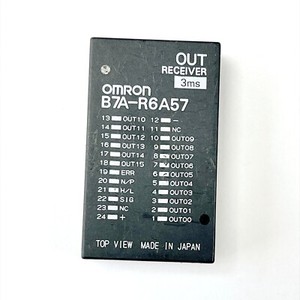 OUT
RECEIVER
3ms
OMRON
B7A-R6A57
13 OUT10 12 -
14 OUT11 11 NC
15 OUT12 10 OUT09
16 OUT13 9 OUT08
17 OUT14 8 OUT07
18 OUT15 7 OUT06
19 ERR 6 OUT05
20 N/P 5 OUT04
21 H/L 4 OUT03
22 SIG 3 OUT02
23 NC 2 OUT01
24 + 1 OUT00
TOP VIEW MADE IN JAPAN